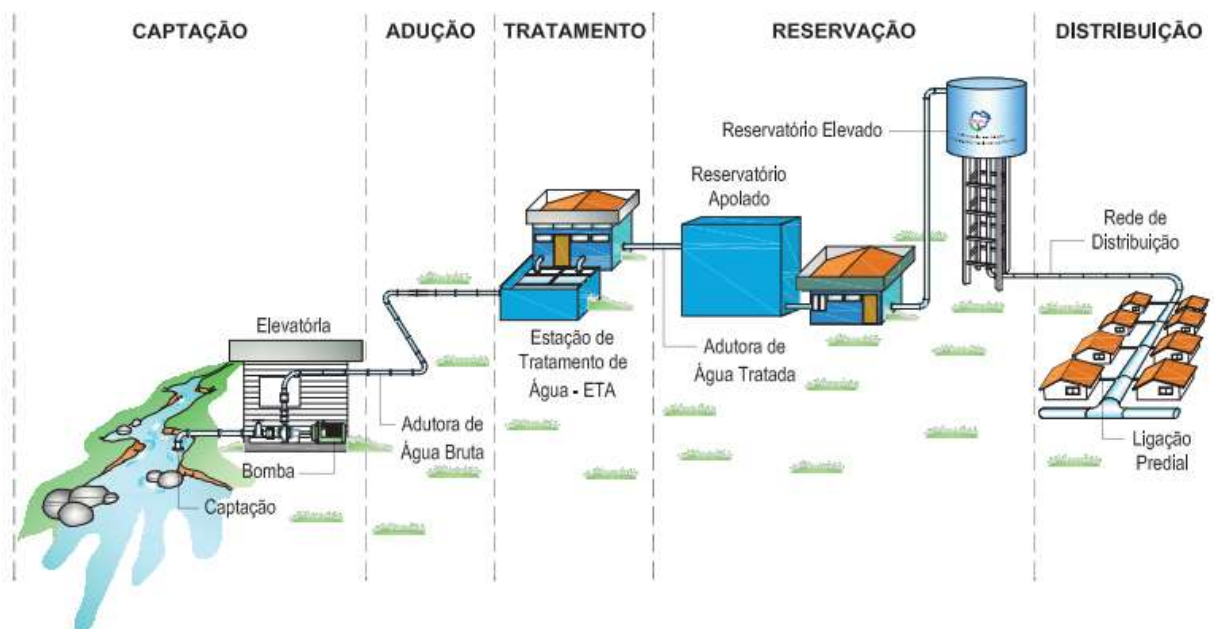 CAPTAÇÃO
ADUÇÃO
TRATAMENTO
RESERVAÇÃO
DISTRIBUIÇÃO
Reservatório Elevado
Reservatório
Apolado
Rede de
Distribuição
Elevatória
Estação de
Tratamento de
Água - ETA
Adutora de
Água Tratada
Adutora de
Água Bruta
Bomba
Captação
Ligação
Predial